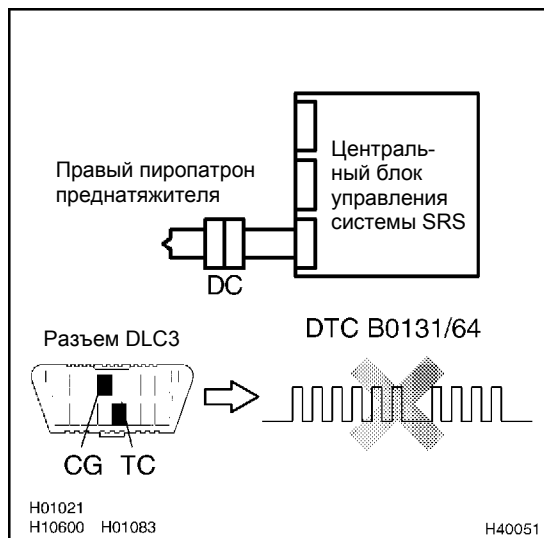 Правый пиропатрон
преднатяжителя
Централь-
ный блок
управления
системы SRS
DC
Разъем DLC3
DTC B0131/64
CG TC
H01021
H10600 H01083
H40051